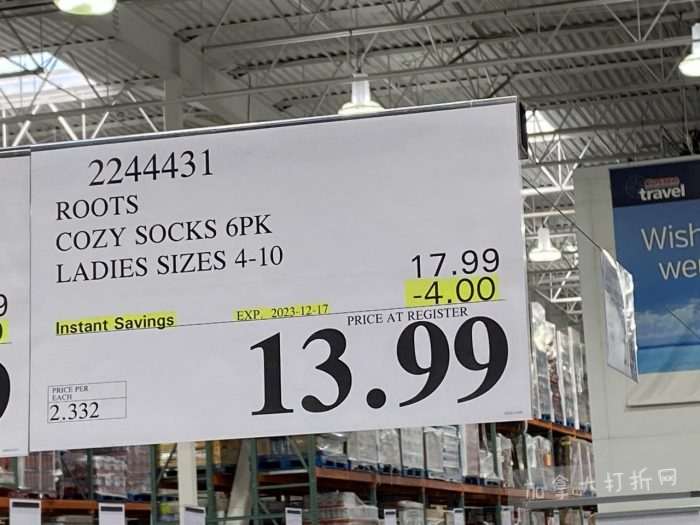 2244431
ROOTS
COZY SOCKS 6PK
LADIES SIZES 4-10
17.99
-4.00
Instant Savings
EXP. 2023-12-17
PRICE AT REGISTER
13.99
PRICE PER
EACH
2.332
travel
Wish
we
9
9
加拿大打折网